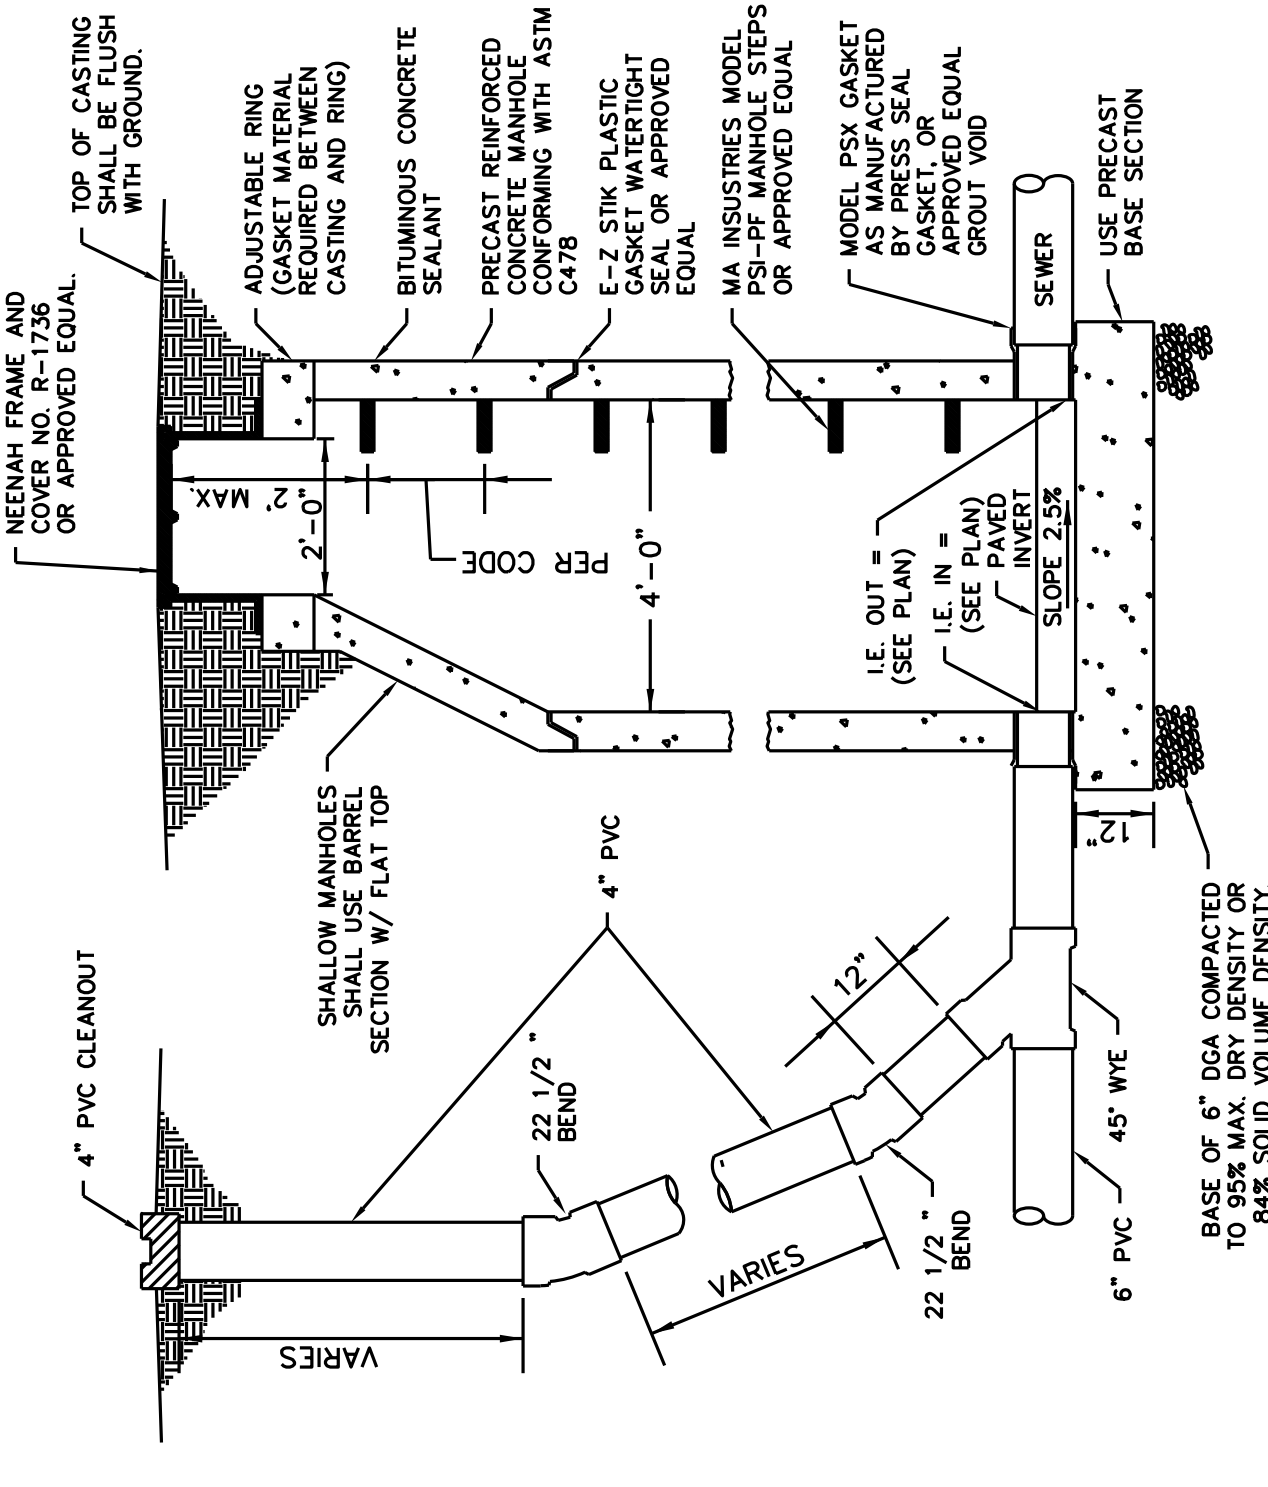 NEENAH FRAME AND
COVER NO. R-1736
OR APPROVED EQUAL.
TOP OF CASTING
SHALL BE FLUSH
WITH GROUND.
ADJUSTABLE RING
(GASKET MATERIAL
REQUIRED BETWEEN
CASTING AND RING)
BITUMINOUS CONCRETE
SEALANT
PRECAST REINFORCED
CONCRETE MANHOLE
CONFORMING WITH ASTM
C478
E-Z STIK PLASTIC
GASKET WATERTIGHT
SEAL OR APPROVED
EQUAL
MA INSUSTRIES MODEL
PSI-PF MANHOLE STEPS
OR APPROVED EQUAL
MODEL PSX GASKET
AS MANUFACTURED
BY PRESS SEAL
GASKET, OR
APPROVED EQUAL
GROUT VOID
SEWER
USE PRECAST
BASE SECTION
2'
MAX.
2'-0"
PER CODE
4'-0"
I.E. OUT =
(SEE PLAN)
I.E. IN =
(SEE PLAN)
PAVED
INVERT
SLOPE 2.5%
12"
SHALLOW MANHOLES
SHALL USE BARREL
SECTION W/ FLAT TOP
4" PVC
4" PVC CLEANOUT
22 1/2 "
BEND
12"
VARIES
VARIES
22 1/2 "
BEND
45° WYE
6" PVC
BASE OF 6" DGA COMPACTED
TO 95% MAX. DRY DENSITY OR
84% SOLID VOLUME DENSITY.